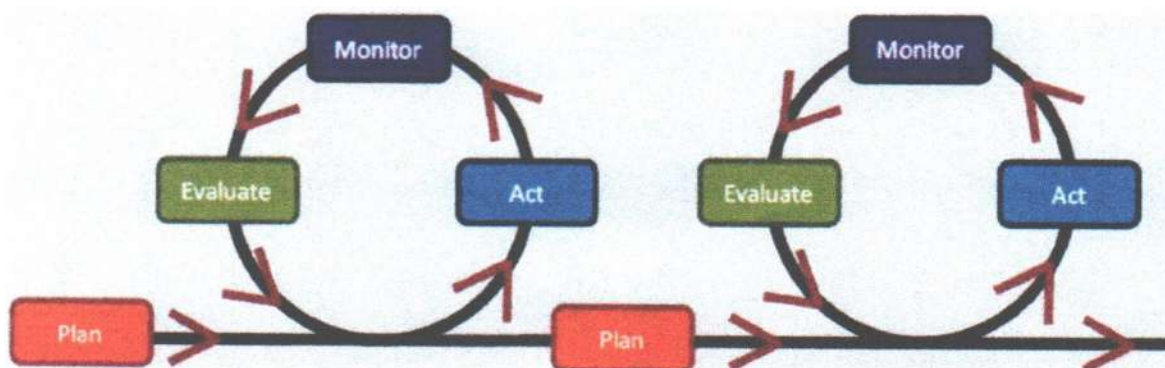 Monitor
Monitor
Evaluate
Act
Evaluate
Act
Plan
Plan